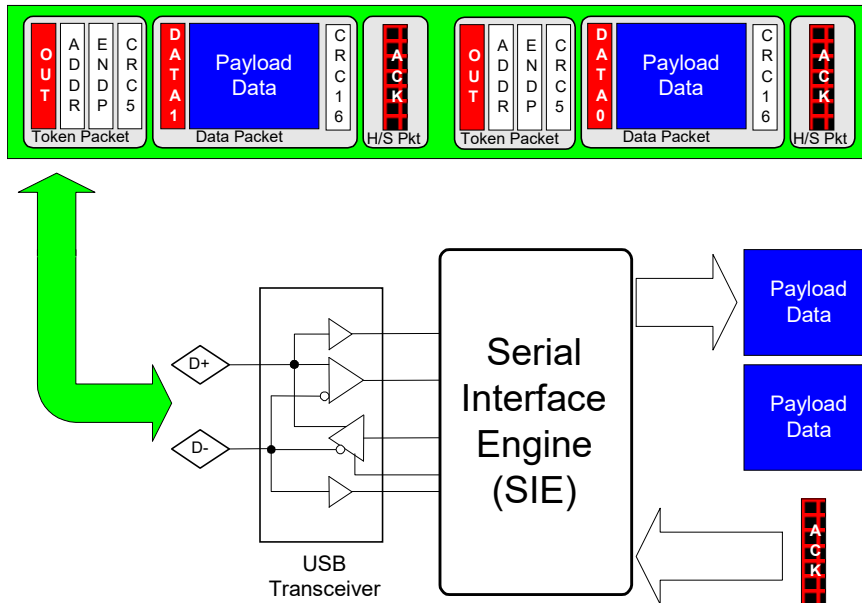 OUT ADDR ENDP CRC5 DATA1 Payload Data CRC16 ACK OUT ADDR ENDP CRC5 DATA0 Payload Data CRC16 ACK
Token Packet Data Packet H/S Pkt Token Packet Data Packet H/S Pkt
D+
D-
USB
Transceiver
Serial
Interface
Engine
(SIE)
Payload
Data
Payload
Data
ACK